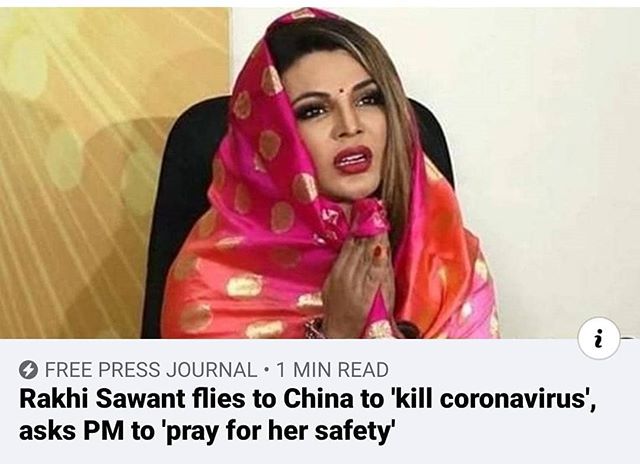 i
FREE PRESS JOURNAL • 1 MIN READ
Rakhi Sawant flies to China to 'kill coronavirus',
asks PM to 'pray for her safety'